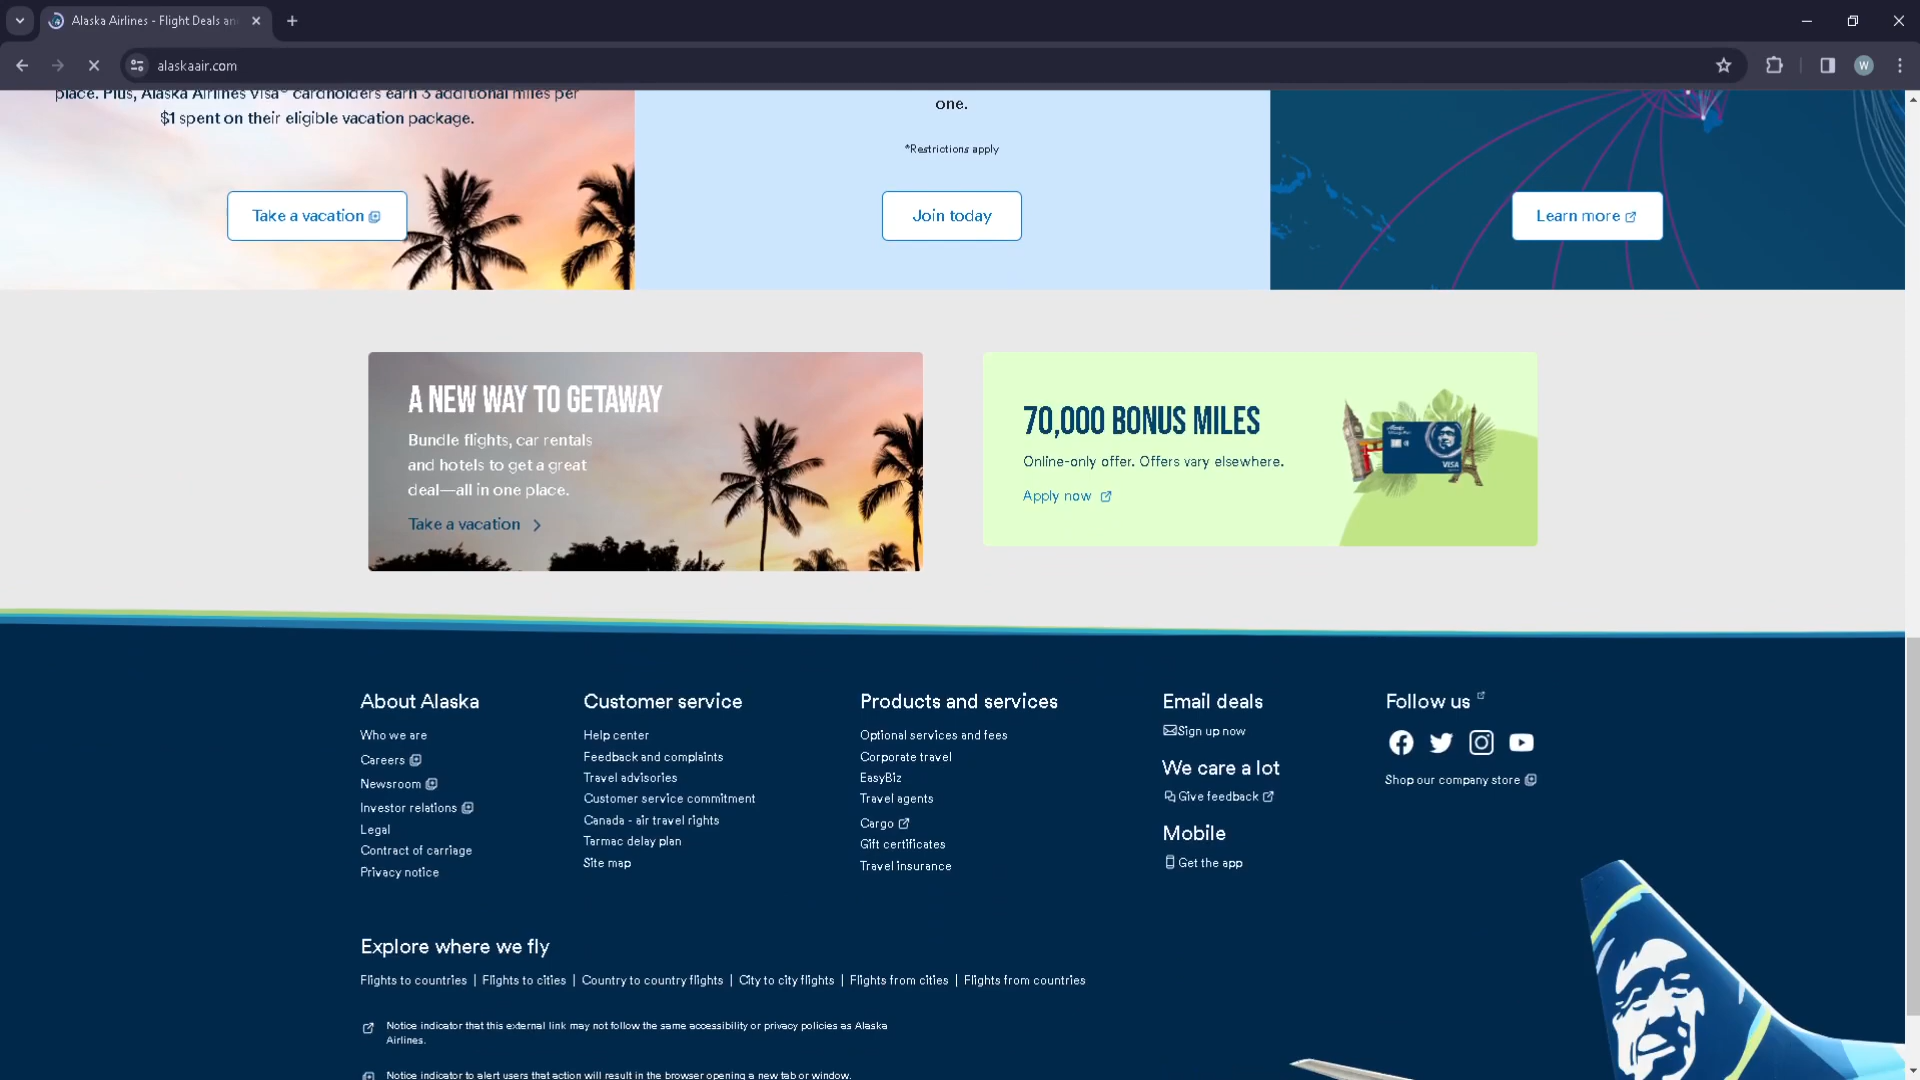 Alaska Airlines - Flight Deals an
alaskaair.com
W
place. Plus, Alaska Airlines Visa® cardholders earn 3 additional miles per
$1 spent on their eligible vacation package.
Take a vacation
one.
*Restrictions apply
Join today
Learn more
A NEW WAY TO GETAWAY
Bundle flights, car rentals
and hotels to get a great
deal—all in one place.
Take a vacation
70,000 BONUS MILES
Online-only offer. Offers vary elsewhere.
Apply now
VISA
About Alaska
Who we are
Careers
Newsroom
Investor relations
Legal
Contract of carriage
Privacy notice
Customer service
Help center
Feedback and complaints
Travel advisories
Customer service commitment
Canada - air travel rights
Tarmac delay plan
Site map
Products and services
Optional services and fees
Corporate travel
EasyBiz
Travel agents
Cargo
Gift certificates
Travel insurance
Email deals
Sign up now
We care a lot
Give feedback
Mobile
Get the app
Follow us
Shop our company store
Explore where we fly
Flights to countries | Flights to cities | Country to country flights | City to city flights | Flights from cities | Flights from countries
Notice indicator that this external link may not follow the same accessibility or privacy policies as Alaska
Airlines.
Notice indicator to alert users that action will result in the browser opening a new tab or window.